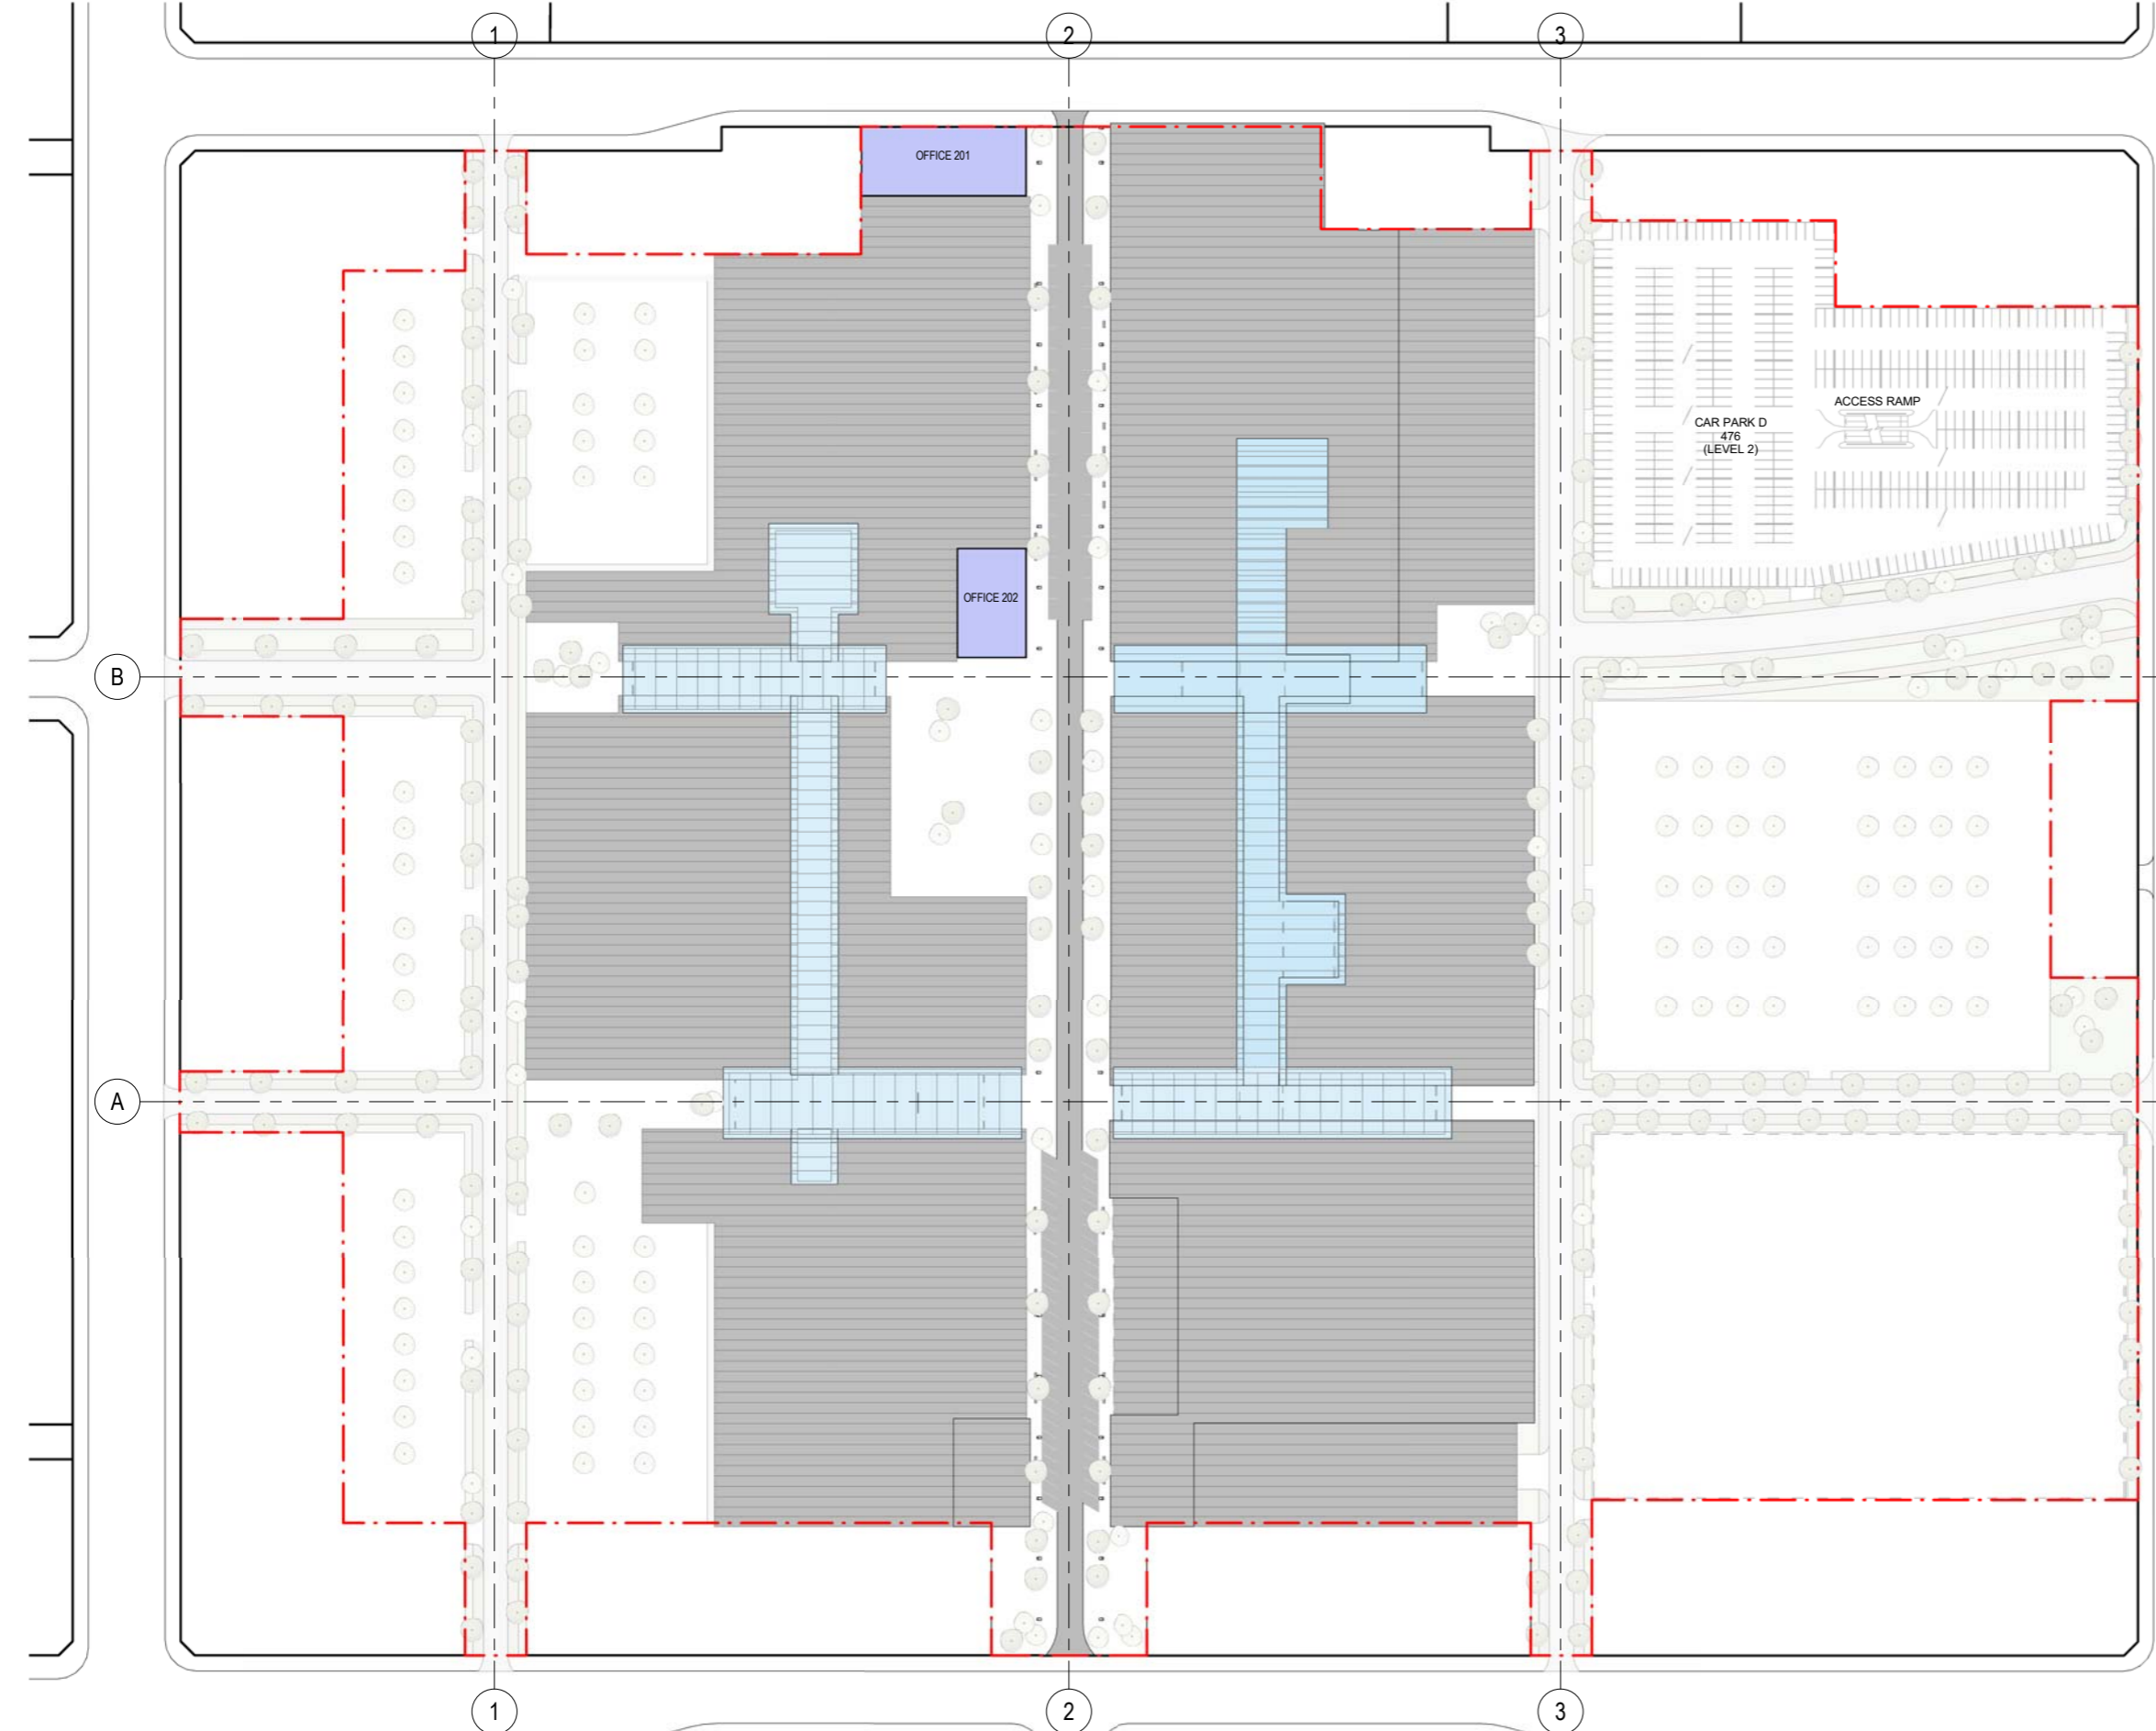 1
2
3
OFFICE 201
ACCESS RAMP
CAR PARK D
476
(LEVEL 2)
OFFICE 202
B
A
1
2
3